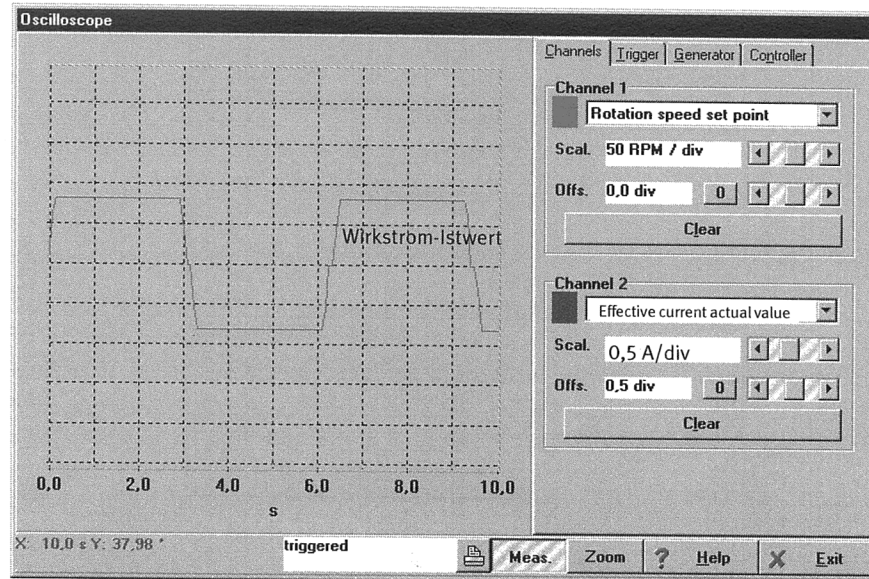 Oscilloscope
Channels Trigger Generator Controller
Channel 1
Rotation speed set point
Scal. 50 RPM / div
Offs. 0,0 div 0
Clear
Wirkstrom-Istwert
Channel 2
Effective current actual value
Scal. 0,5 A/div
Offs. 0,5 div 0
Clear
0,0 2,0 4,0 6,0 8,0 10,0
s
X: 10,0 s Y: 37,98 °
triggered
Meas. Zoom ? Help X Exit